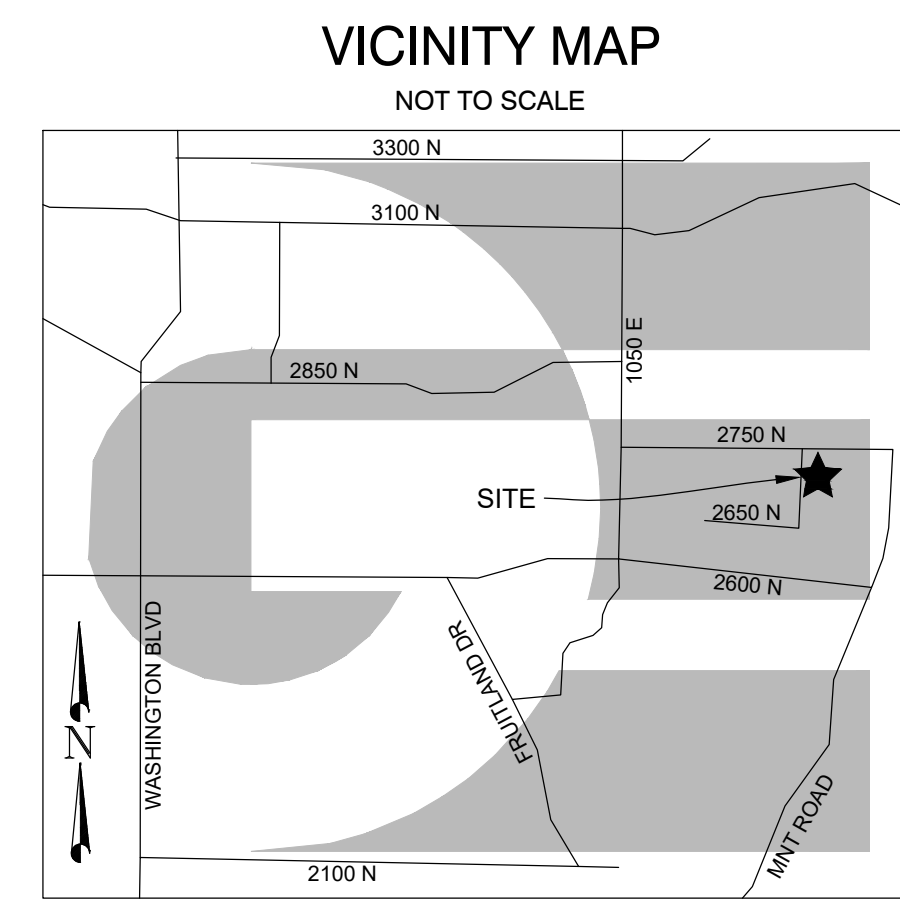 VICINITY MAP
NOT TO SCALE
3300 N
3100 N
1050 E
2850 N
2750 N
SITE
2650 N
2600 N
WASHINGTON BLVD
FRUITLAND DR
N
MNT ROAD
2100 N